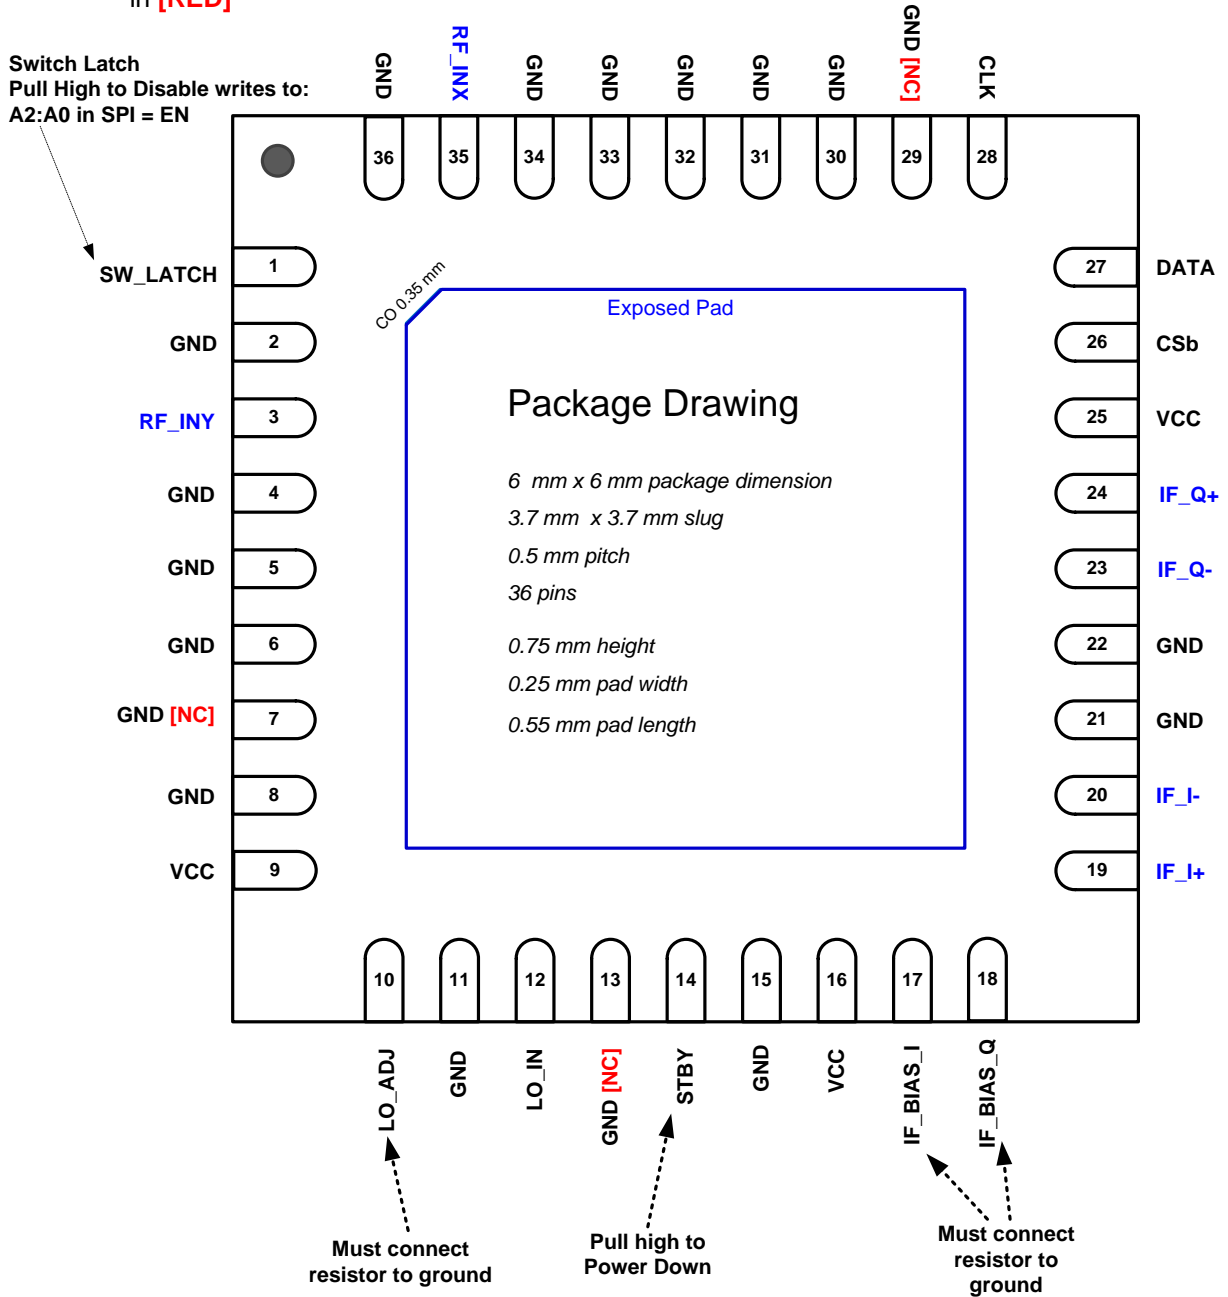 in [RED]
Switch Latch
Pull High to Disable writes to:
A2:A0 in SPI = EN
GND
RF_INX
GND
GND
GND
GND
GND
GND [NC]
CLK
36
35
34
33
32
31
30
29
28
SW_LATCH 1
GND 2
RF_INY 3
GND 4
GND 5
GND 6
GND [NC] 7
GND 8
VCC 9
CO 0.35 mm
Exposed Pad
Package Drawing
6 mm x 6 mm package dimension
3.7 mm x 3.7 mm slug
0.5 mm pitch
36 pins
0.75 mm height
0.25 mm pad width
0.55 mm pad length
27 DATA
26 CSb
25 VCC
24 IF_Q+
23 IF_Q-
22 GND
21 GND
20 IF_I-
19 IF_I+
10
11
12
13
14
15
16
17
18
LO_ADJ
GND
LO_IN
GND [NC]
STBY
GND
VCC
IF_BIAS_I
IF_BIAS_Q
Must connect
resistor to ground
Pull high to
Power Down
Must connect
resistor to
ground